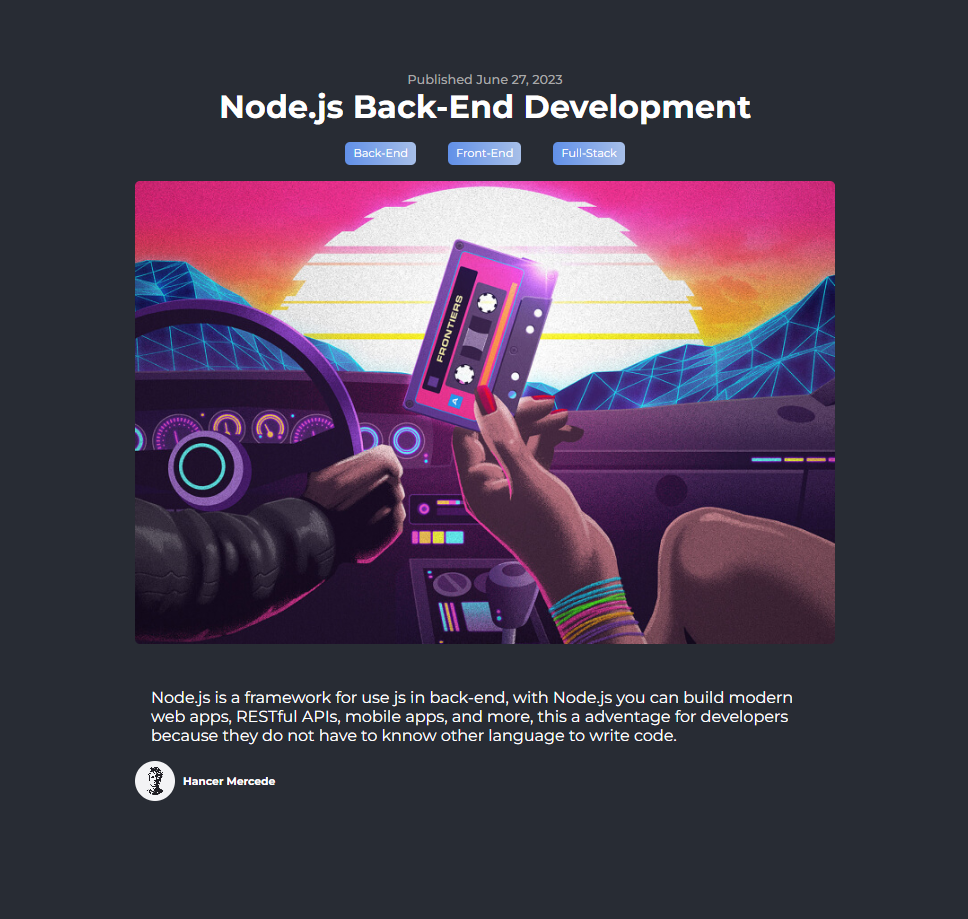 Published June 27, 2023
Node.js Back-End Development
Back-End Front-End Full-Stack
FRONTIERS
A
Node.js is a framework for use js in back-end, with Node.js you can build modern
web apps, RESTful APIs, mobile apps, and more, this a adventage for developers
because they do not have to knnow other language to write code.
Hancer Mercede